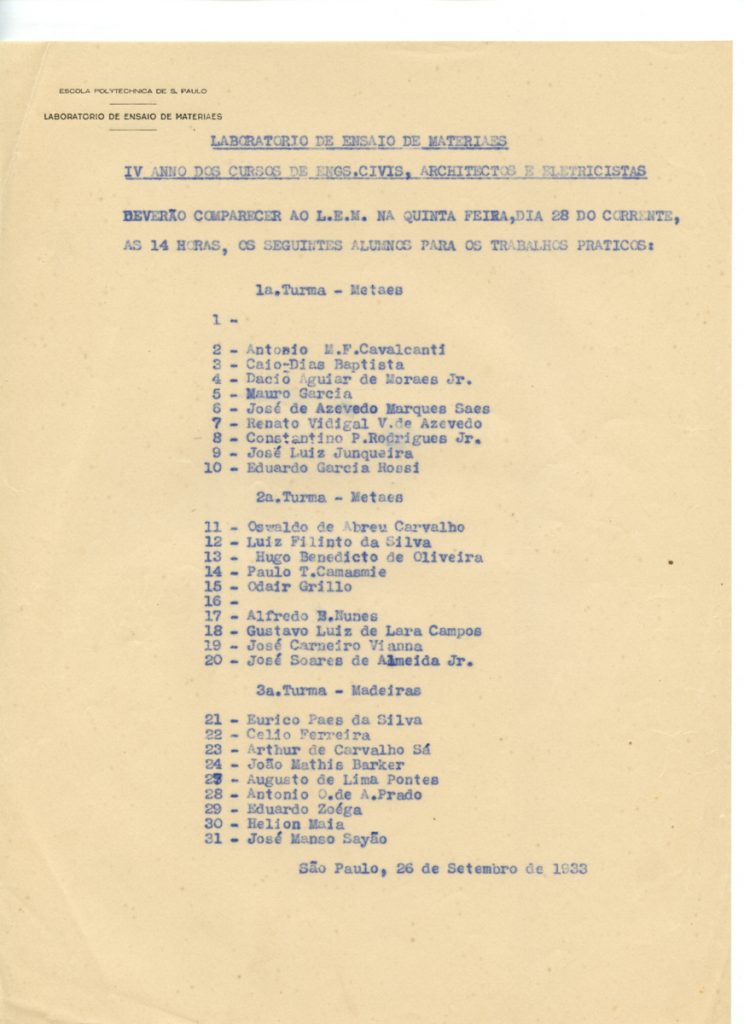 ESCOLA POLYTECHNICA DE S. PAULO
LABORATORIO DE ENSAIO DE MATERIAES
LABORATORIO DE ENSAIO DE MATERIAES
IV ANNO DOS CURSOS DE ENGS.CIVIS, ARCHITECTOS E ELETRICISTAS
DEVERÃO COMPARECER AO L.E.M. NA QUINTA FEIRA,DIA 28 DO CORRENTE,
AS 14 HORAS, OS SEGUINTES ALUMNOS PARA OS TRABALHOS PRATICOS:
1a.Turma - Metaes
1 -
2 - Antonio M.F.Cavalcanti
3 - Caio-Dias Baptista
4 - Dacio Aguiar de Moraes Jr.
5 - Mauro Garcia
6 - José de Azevedo Marques Saes
7 - Renato Vidigal V.de Azevedo
8 - Constantino P.Rodrigues Jr.
9 - José Luiz Junqueira
10 - Eduardo Garcia Rossi
2a.Turma - Metaes
11 - Oswaldo de Abreu Carvalho
12 - Luiz Filinto da Silva
13 - Hugo Benedicto de Oliveira
14 - Paulo T.Camasmie
15 - Odair Grillo
16 -
17 - Alfredo B.Nunes
18 - Gustavo Luiz de Lara Campos
19 - José Carneiro Vianna
20 - José Soares de Almeida Jr.
3a.Turma - Madeiras
21 - Eurico Paes da Silva
22 - Celio Ferreira
23 - Arthur de Carvalho Sá
24 - João Mathis Barker
27 - Augusto de Lima Pontes
28 - Antonio O.de A.Prado
29 - Eduardo Zoéga
30 - Helion Maia
31 - José Manso Sayão
São Paulo, 26 de Setembro de 1933